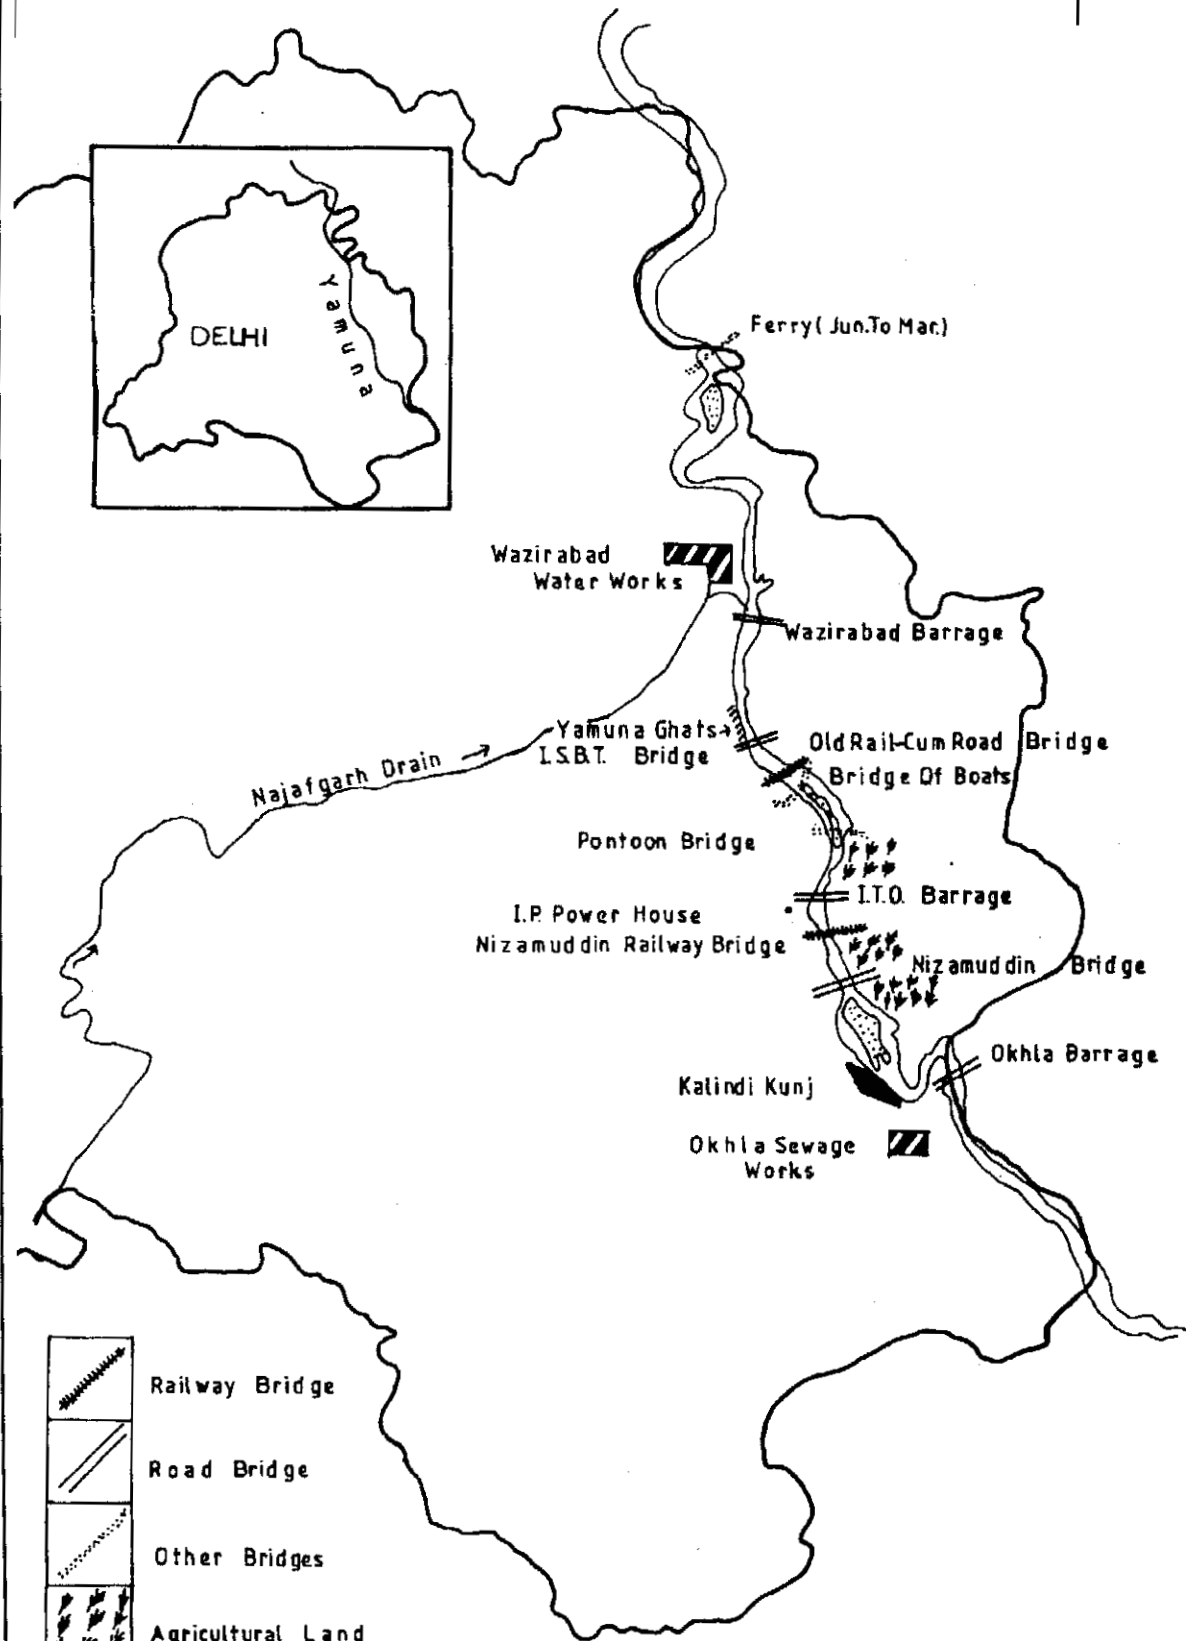 DELHI
Yamuna
Ferry (Jun. To Mar.)
Wazirabad
Water Works
Wazirabad Barrage
Yamuna Ghats
I.S.B.T. Bridge
Old Rail-Cum Road Bridge
Bridge Of Boats
Najafgarh Drain
Pontoon Bridge
I.T.O. Barrage
I.P. Power House
Nizamuddin Railway Bridge
Nizamuddin Bridge
Okhla Barrage
Kalindi Kunj
Okhla Sewage
Works
Railway Bridge
Road Bridge
Other Bridges
Agricultural Land